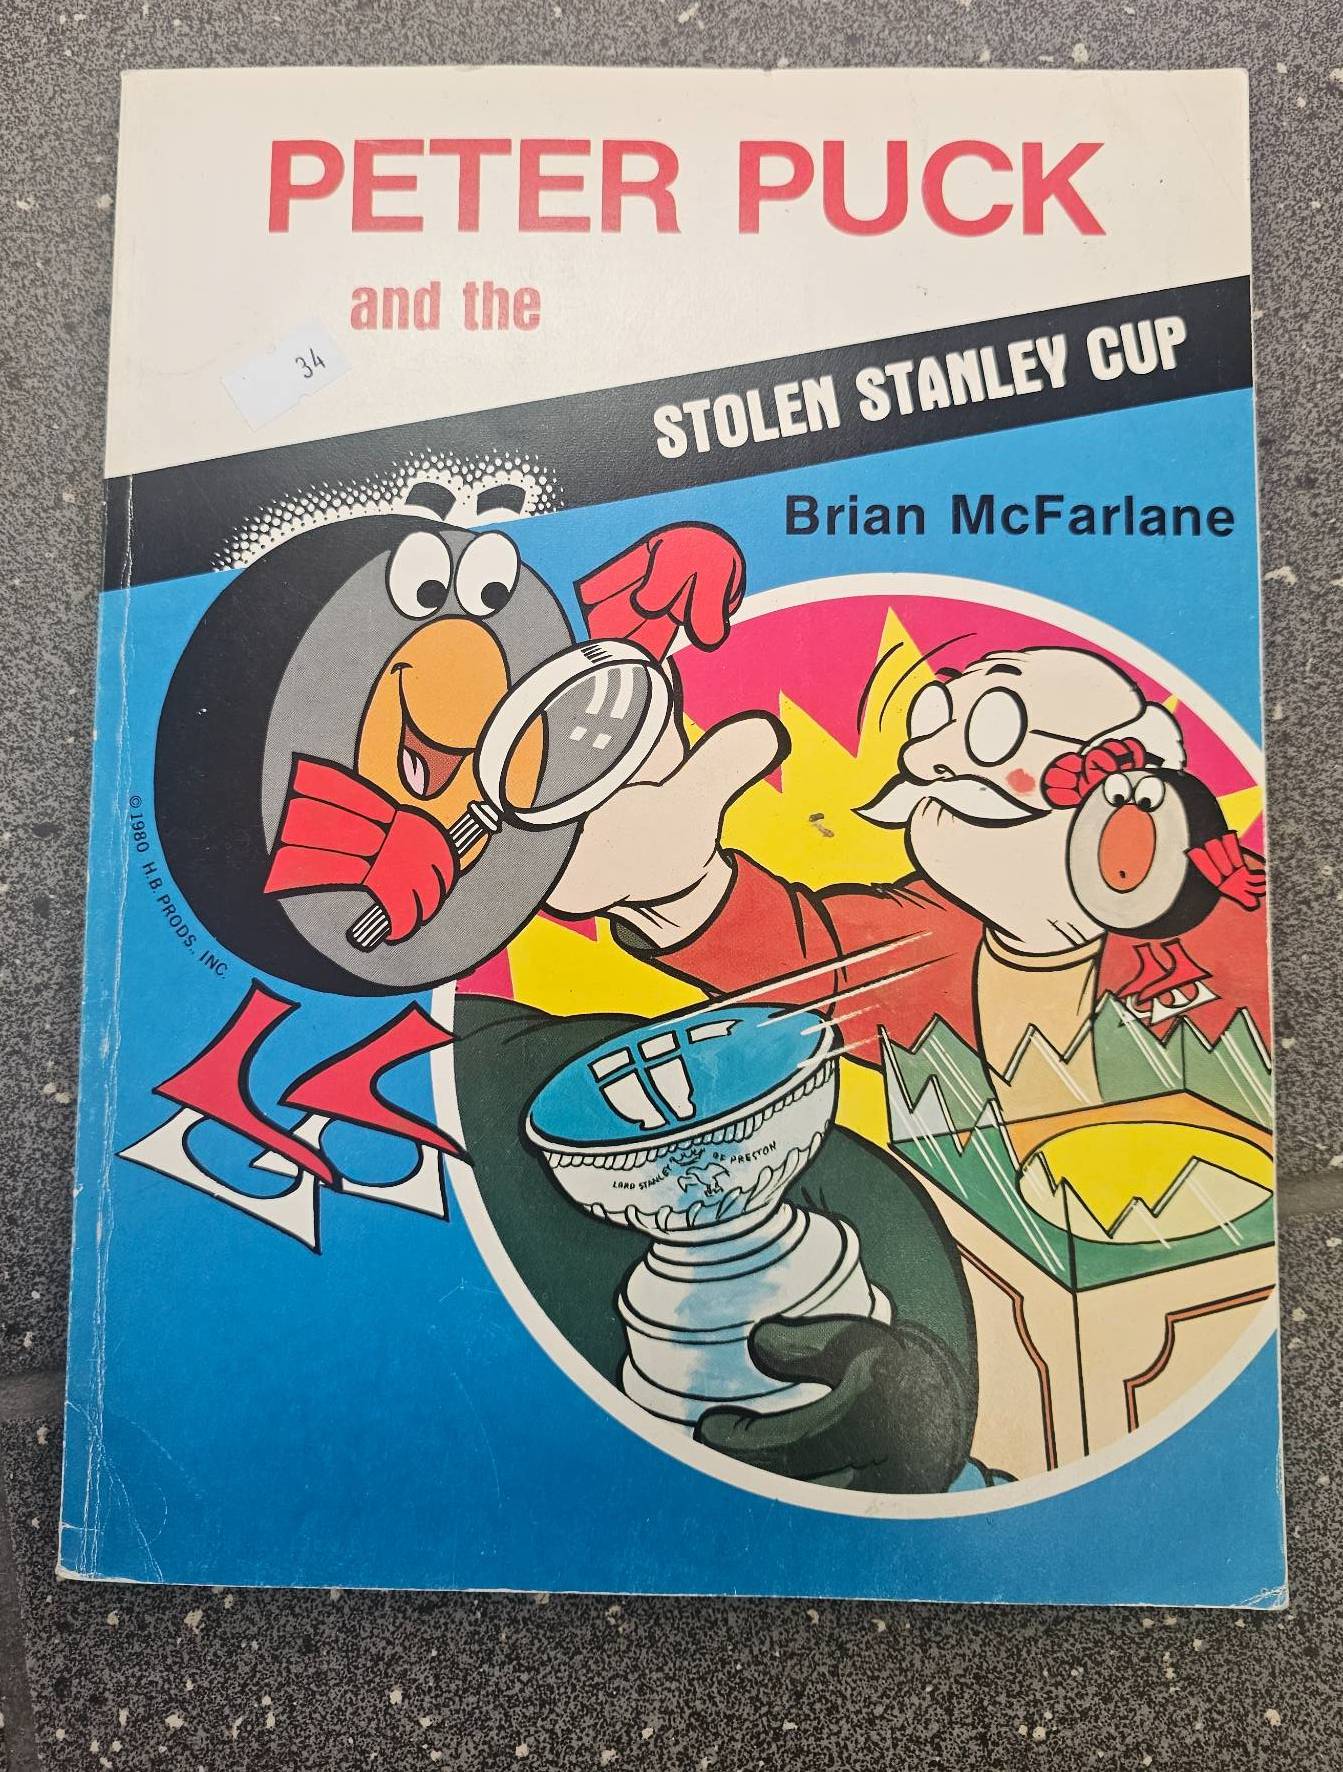 PETER PUCK
and the
34
STOLEN STANLEY CUP
Brian McFarlane
© 1980 H.B. PRODS., INC.
LORD STANLEY OF PRESTON